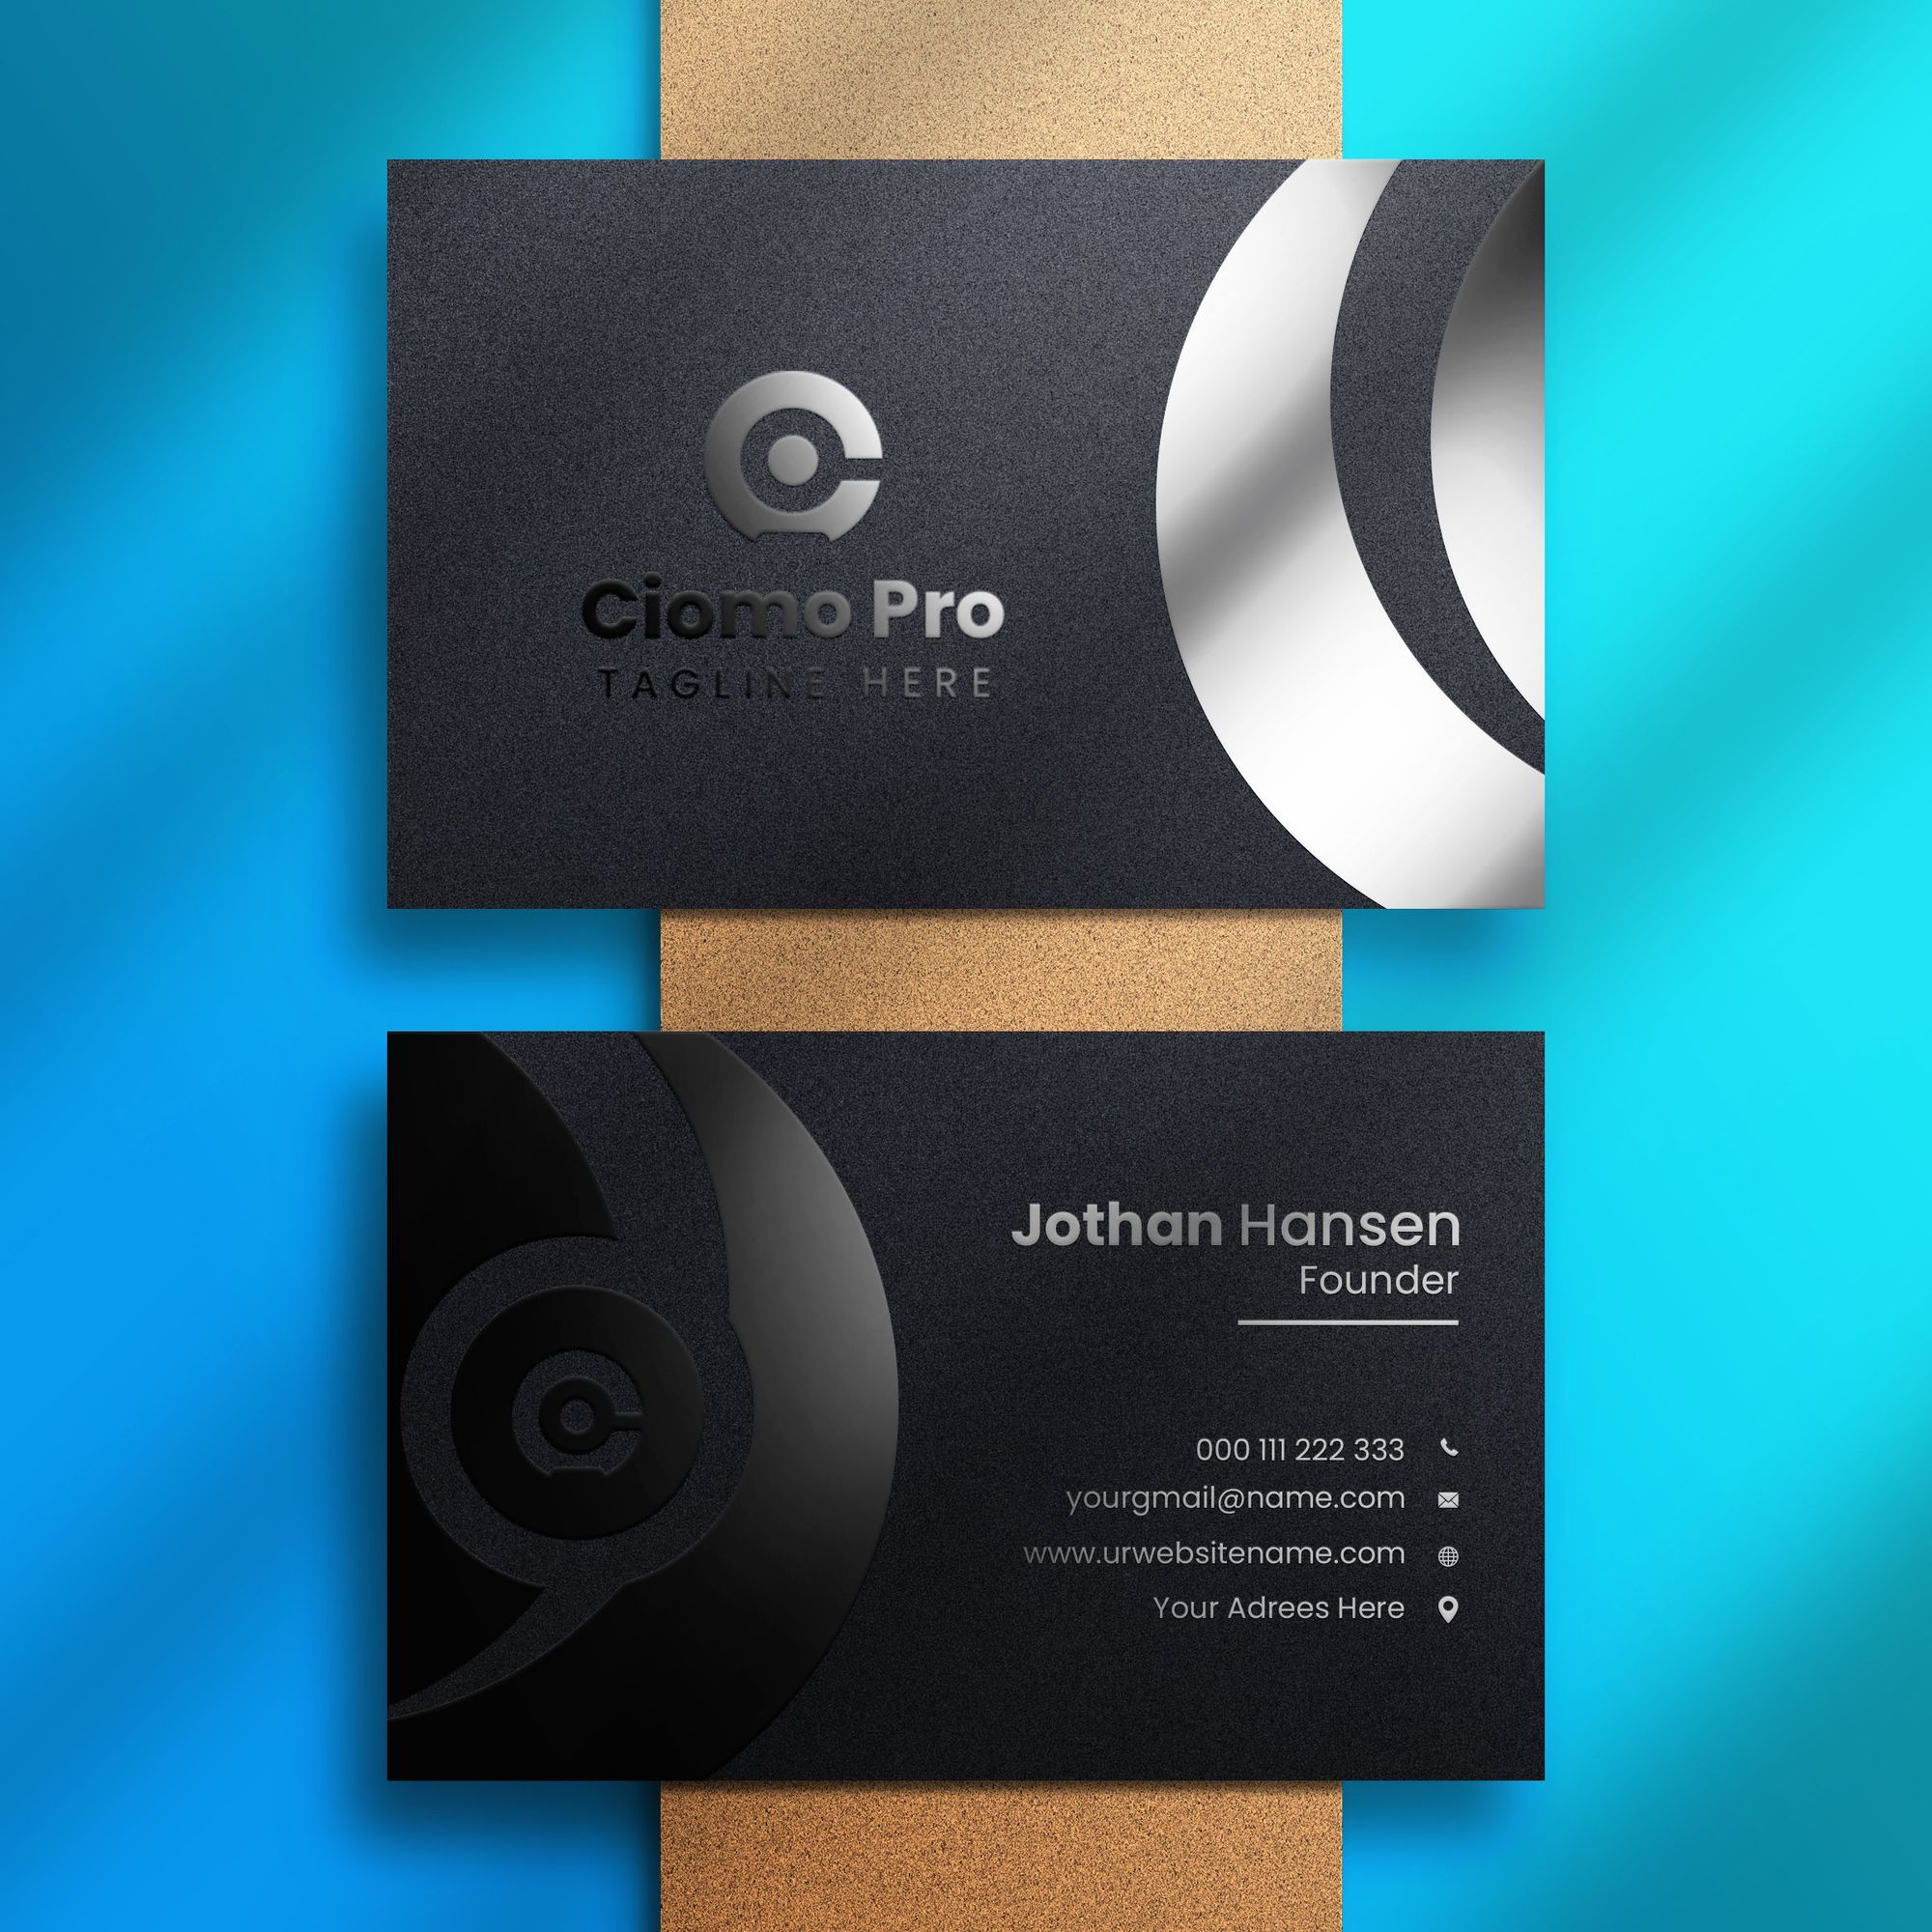 Ciomo Pro
TAGLINE HERE
Jothan Hansen
Founder
000 111 222 333
yourgmail@name.com
www.urwebsitename.com
Your Adrees Here